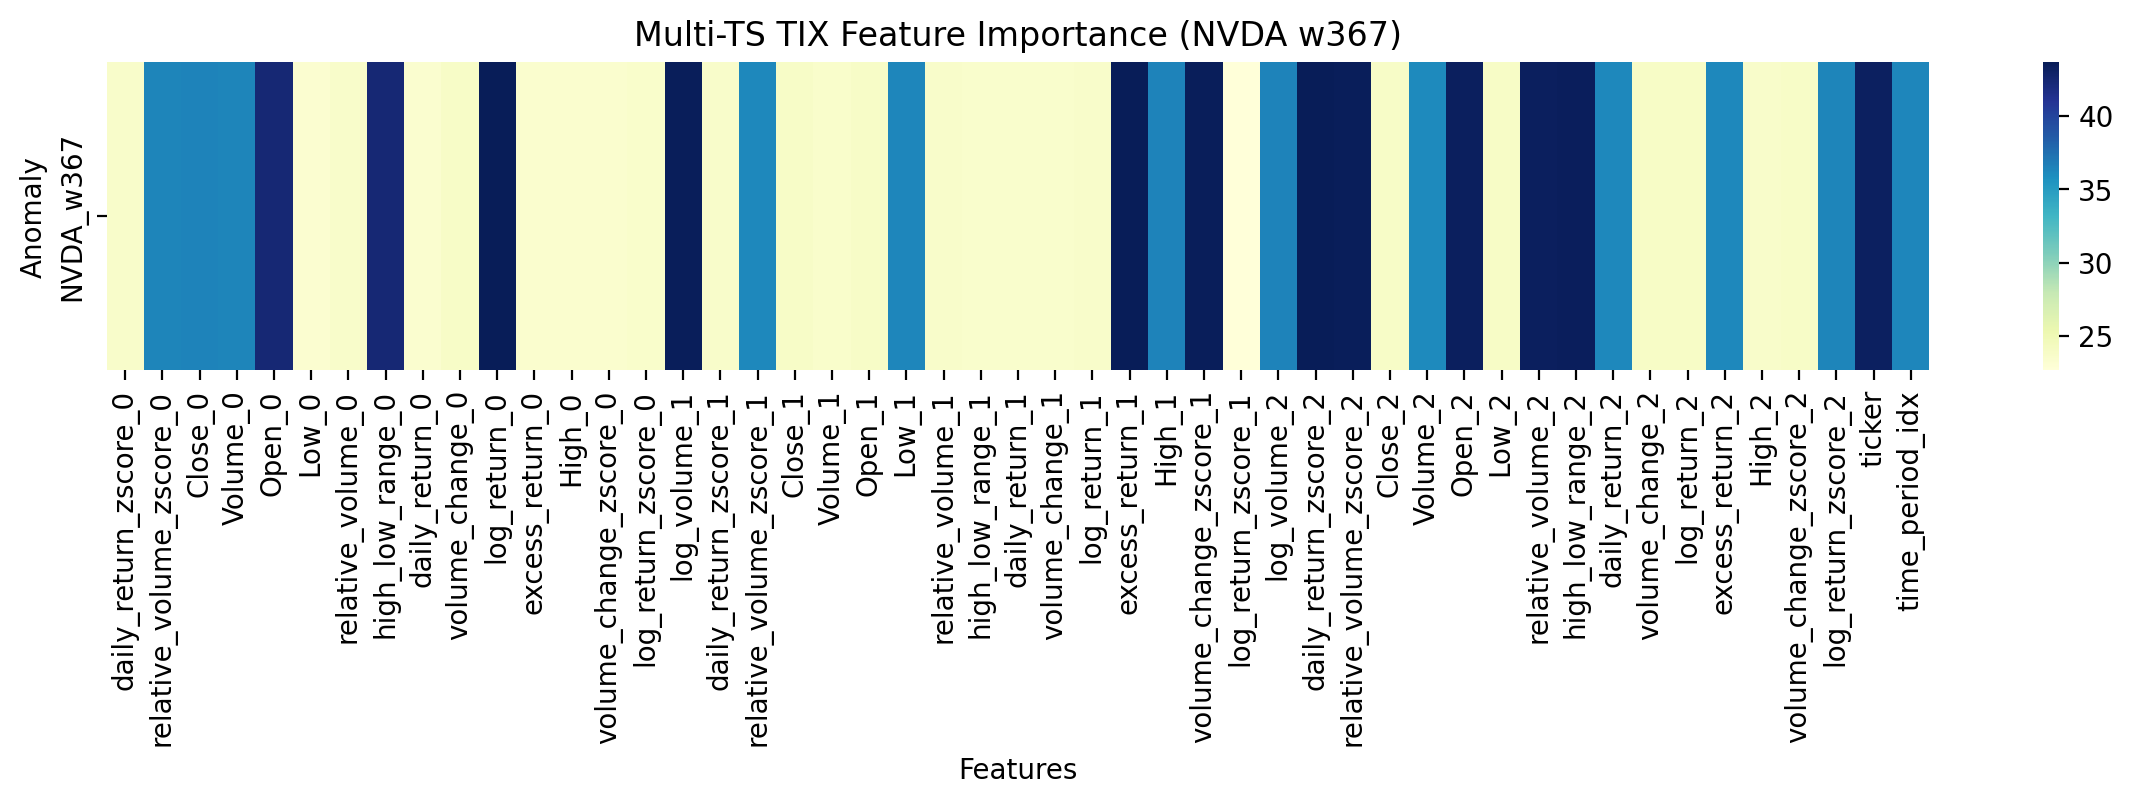 Multi-TS TIX Feature Importance (NVDA w367)
Anomaly
NVDA_w367
40
35
30
25
daily_return_zscore_0
relative_volume_zscore_0
Close_0
Volume_0
Open_0
Low_0
relative_volume_0
high_low_range_0
daily_return_0
volume_change_0
log_return_0
excess_return_0
High_0
volume_change_zscore_0
log_return_zscore_0
log_volume_1
daily_return_zscore_1
relative_volume_zscore_1
Close_1
Volume_1
Open_1
Low_1
relative_volume_1
high_low_range_1
daily_return_1
volume_change_1
log_return_1
excess_return_1
High_1
volume_change_zscore_1
log_return_zscore_1
log_volume_2
daily_return_zscore_2
relative_volume_zscore_2
Close_2
Volume_2
Open_2
Low_2
relative_volume_2
high_low_range_2
daily_return_2
volume_change_2
log_return_2
excess_return_2
High_2
volume_change_zscore_2
log_return_zscore_2
ticker
time_period_idx
Features